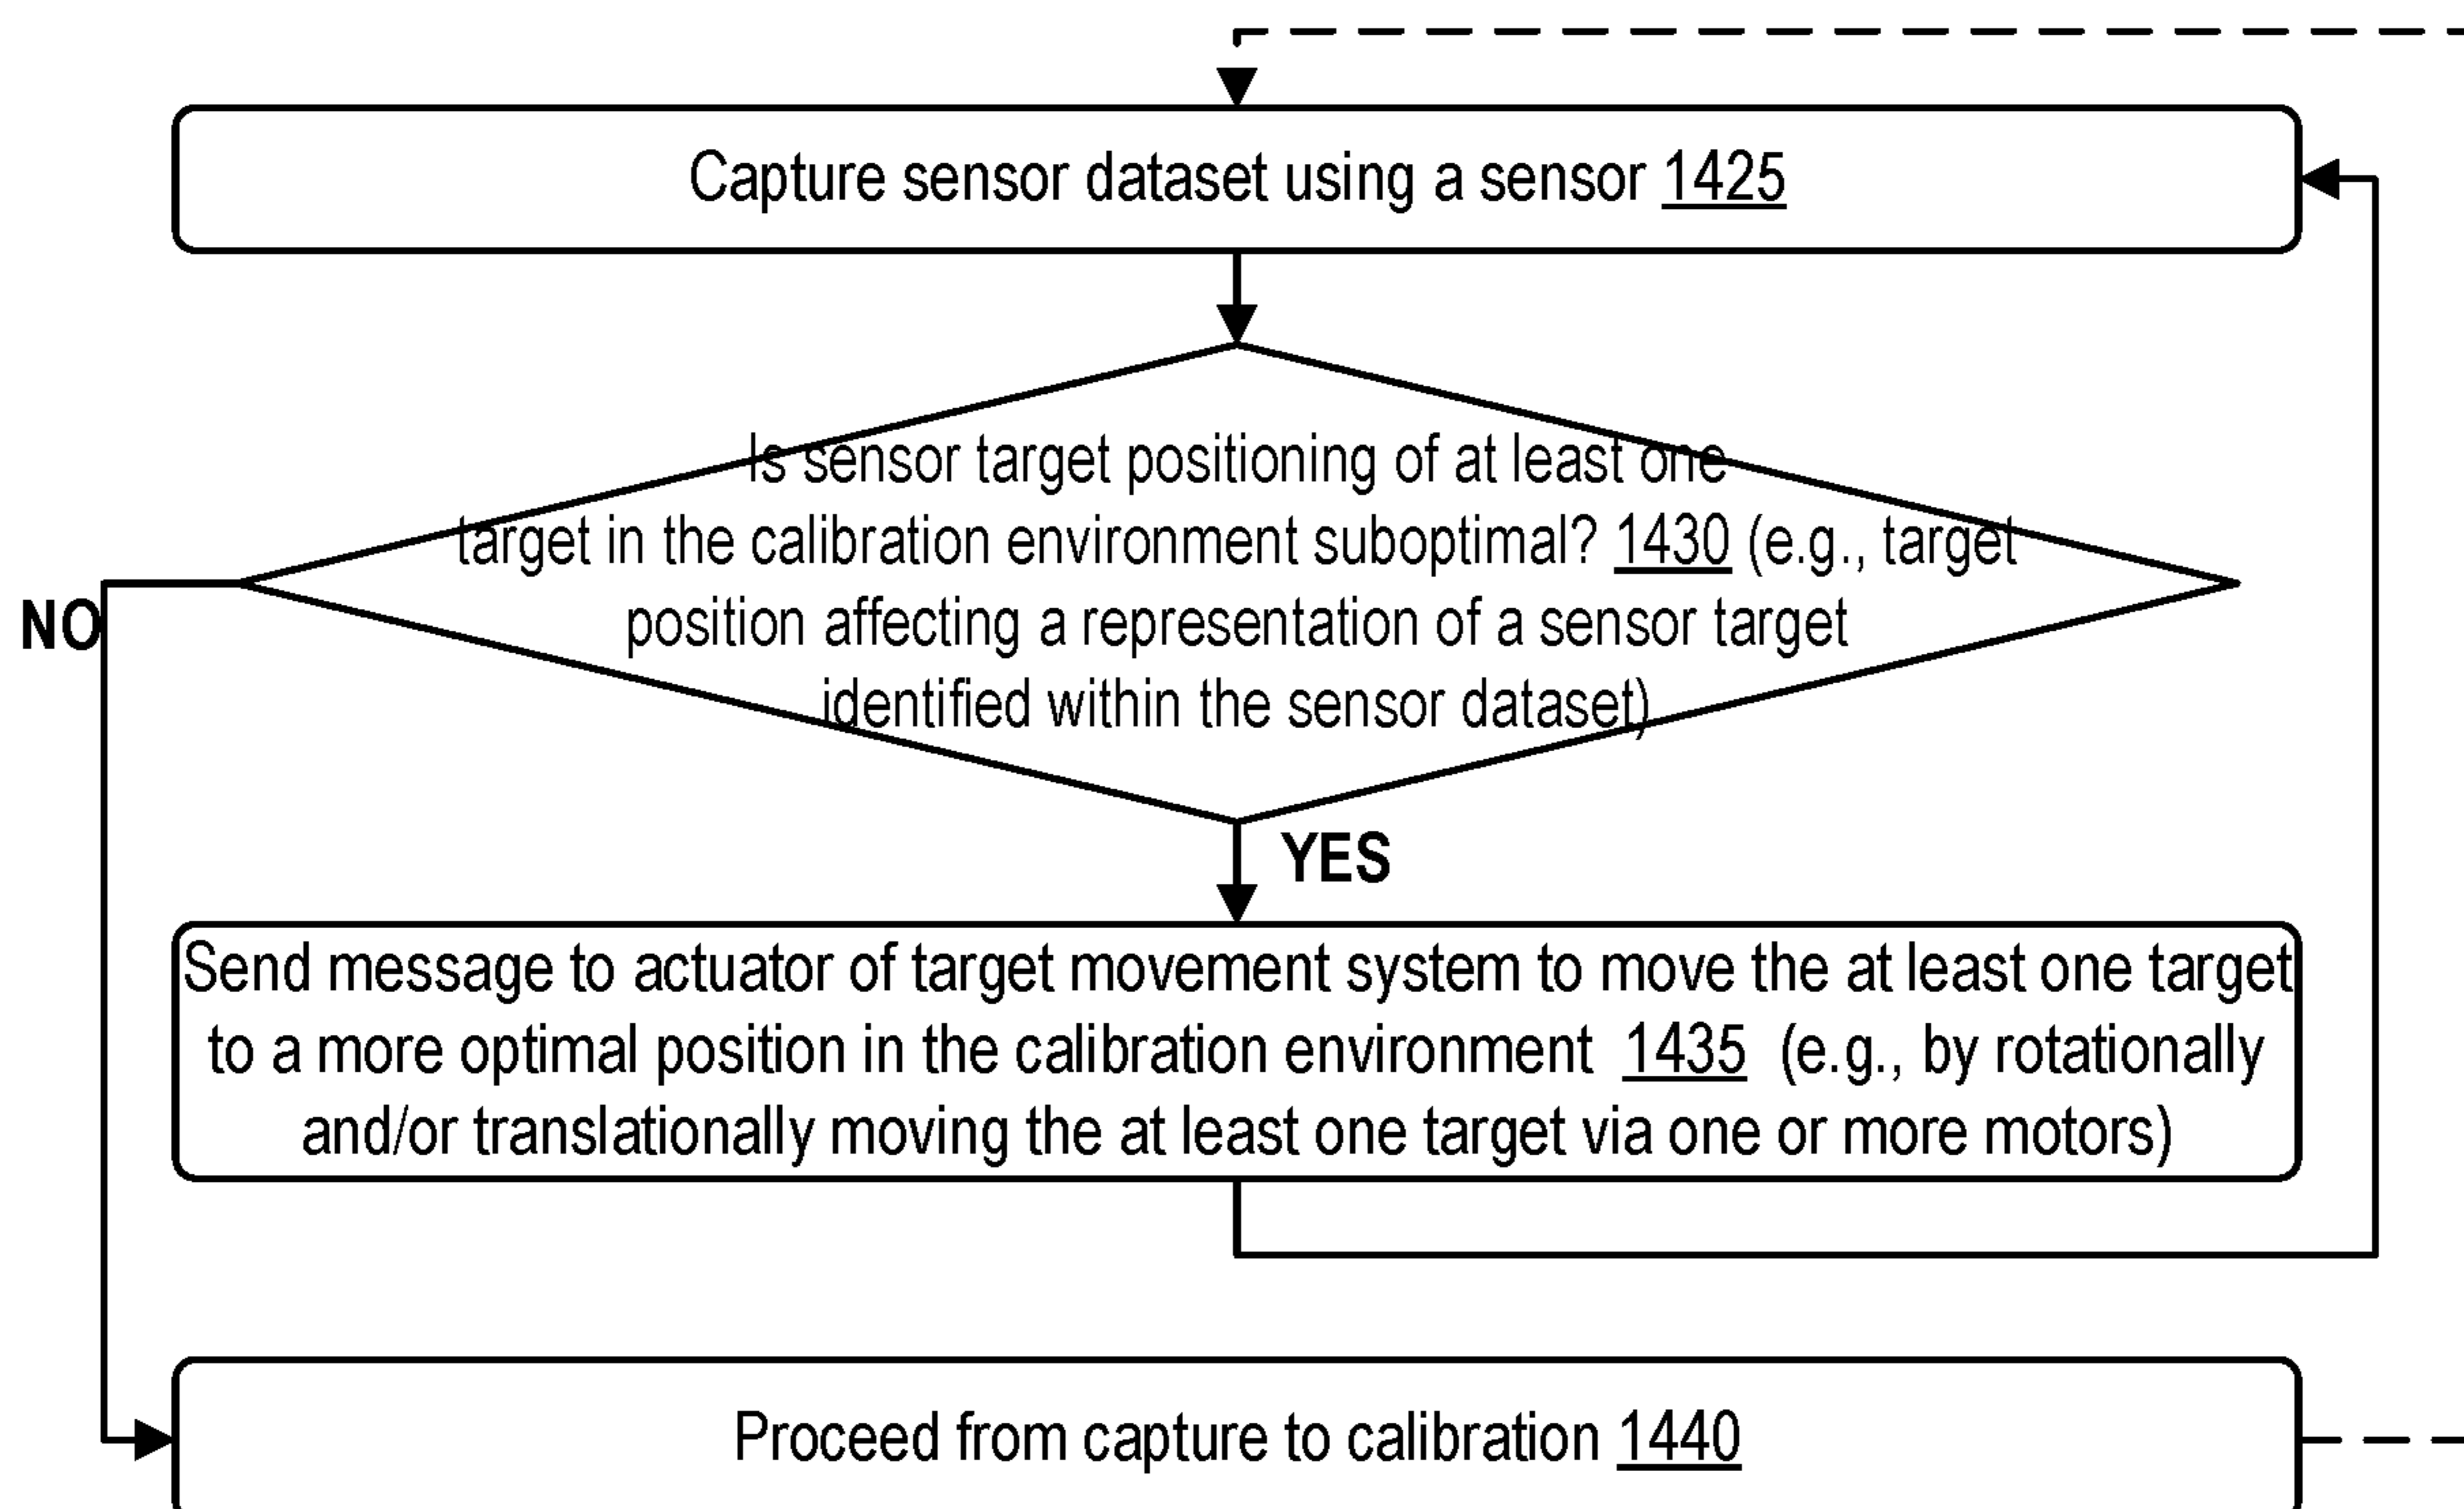 Capture sensor dataset using a sensor 1425
Is sensor target positioning of at least one
target in the calibration environment suboptimal? 1430 (e.g., target
position affecting a representation of a sensor target
identified within the sensor dataset)
NO
YES
Send message to actuator of target movement system to move the at least one target
to a more optimal position in the calibration environment 1435 (e.g., by rotationally
and/or translationally moving the at least one target via one or more motors)
Proceed from capture to calibration 1440